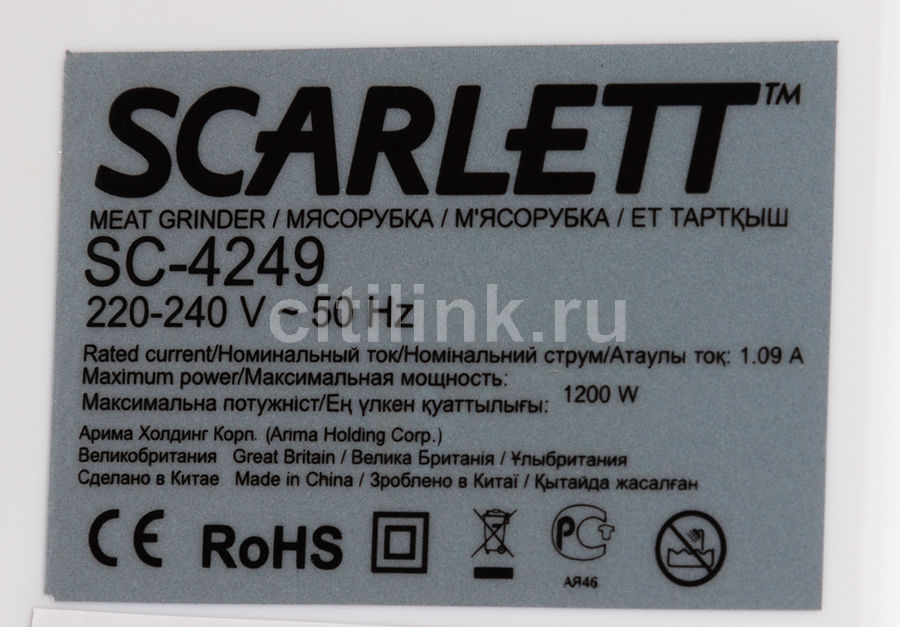 SCARLETT™
MEAT GRINDER / МЯСОРУБКА / М'ЯСОРУБКА / ЕТ ТАРТҚЫШ
SC-4249
220-240 V ~ 50 Hz
citilink.ru
Rated current/Номинальный ток/Номінальний струм/Атаулы тоқ: 1.09 A
Maximum power/Максимальная мощность:
Максимальна потужніст/Ең үлкен қуаттылығы: 1200 W
Арима Холдинг Корп. (Arima Holding Corp.)
Великобритания Great Britain / Велика Британія / Ұлыбритания
Сделано в Китае Made in China / Зроблено в Китаї / Қытайда жасалған
CE RoHS РСТ
АЯ46